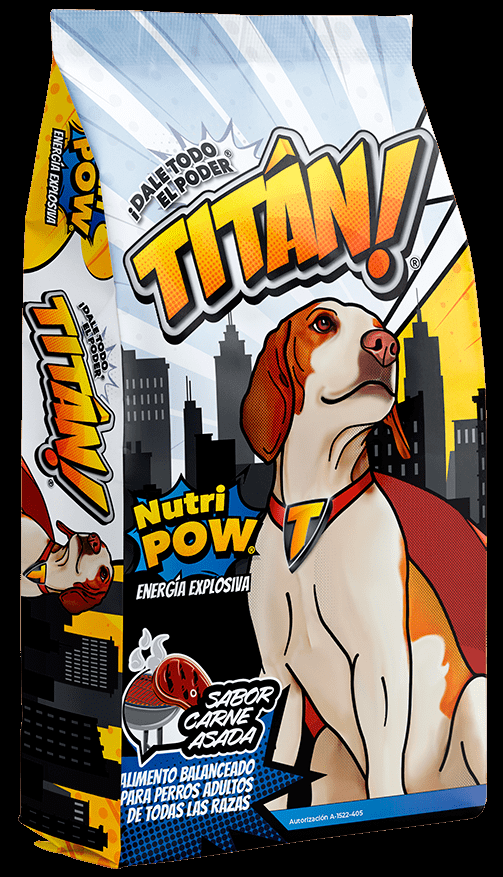 ¡DALE TODO
EL PODER®
TITÁN!®
T
Nutri
POW®
ENERGÍA EXPLOSIVA
SABOR
CARNE
ASADA
ALIMENTO BALANCEADO
PARA PERROS ADULTOS
DE TODAS LAS RAZAS
Autorización A-1522-405
POW
ENERGÍA EXPLOSIVA
¡DALE TODO
EL PODER®
TITÁN!